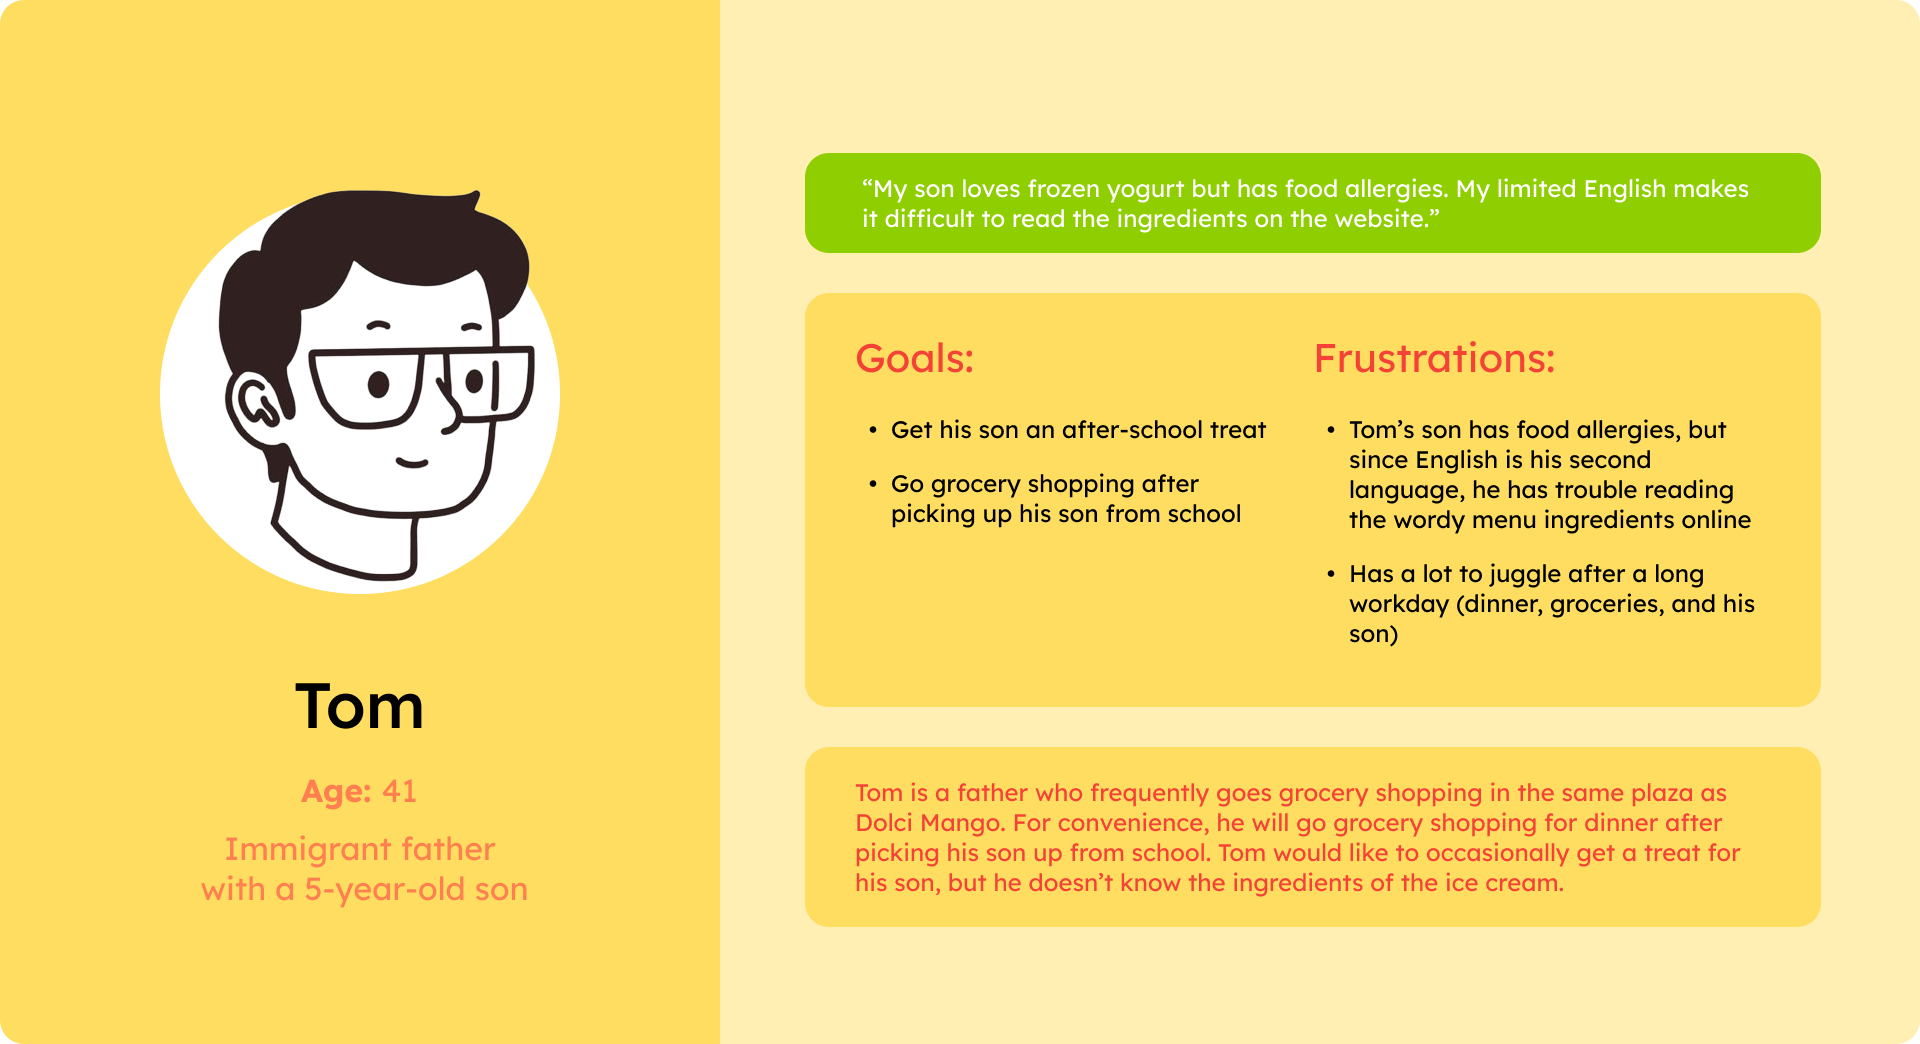 Tom
Age: 41
Immigrant father
with a 5-year-old son
“My son loves frozen yogurt but has food allergies. My limited English makes
it difficult to read the ingredients on the website.”
Goals:
• Get his son an after-school treat
• Go grocery shopping after
picking up his son from school
Frustrations:
• Tom’s son has food allergies, but
since English is his second
language, he has trouble reading
the wordy menu ingredients online
• Has a lot to juggle after a long
workday (dinner, groceries, and his
son)
Tom is a father who frequently goes grocery shopping in the same plaza as
Dolci Mango. For convenience, he will go grocery shopping for dinner after
picking his son up from school. Tom would like to occasionally get a treat for
his son, but he doesn’t know the ingredients of the ice cream.